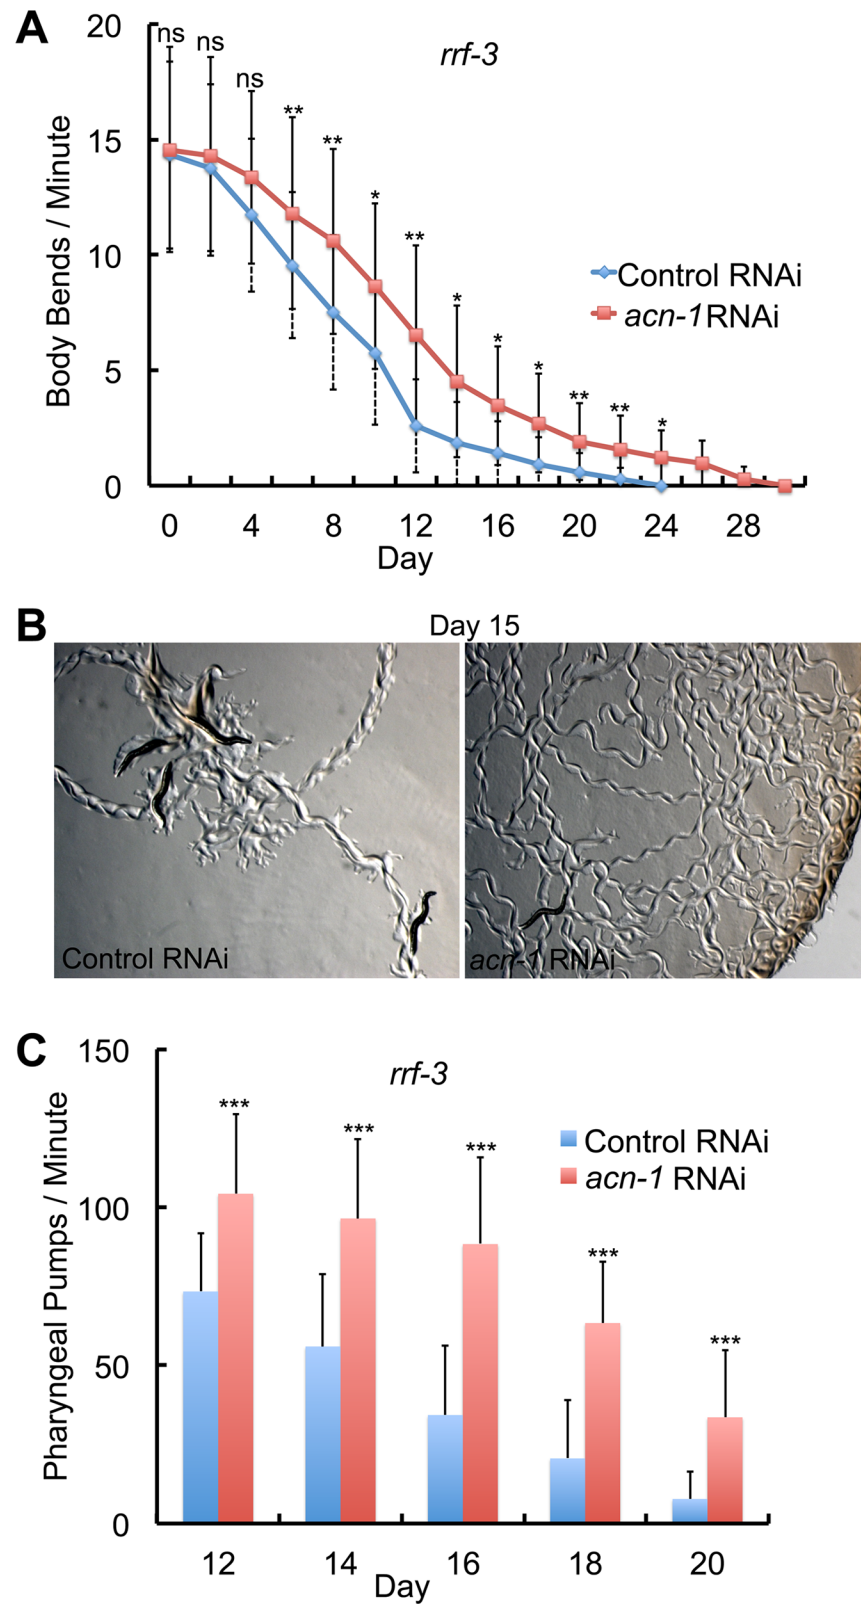 A
rrf-3
Body Bends / Minute
20
15
10
5
0
ns
ns
ns
**
**
*
**
*
*
*
**
**
*
Control RNAi
acn-1 RNAi
0 4 8 12 16 20 24 28
Day
B
Day 15
Control RNAi
acn-1 RNAi
C
rrf-3
Pharyngeal Pumps / Minute
150
100
50
0
***
***
***
***
***
Control RNAi
acn-1 RNAi
12 14 16 18 20
Day